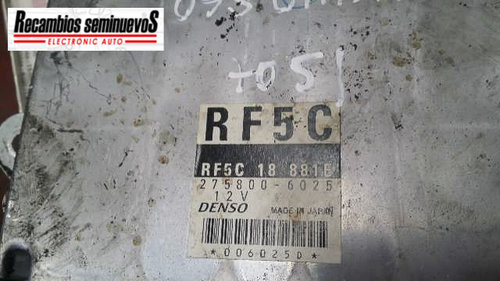 Recambios seminuevos
ELECTRONIC AUTO
RF5C
RF5C 18 881E
275800-6025
12V
DENSO MADE IN JAPAN
*006025D*